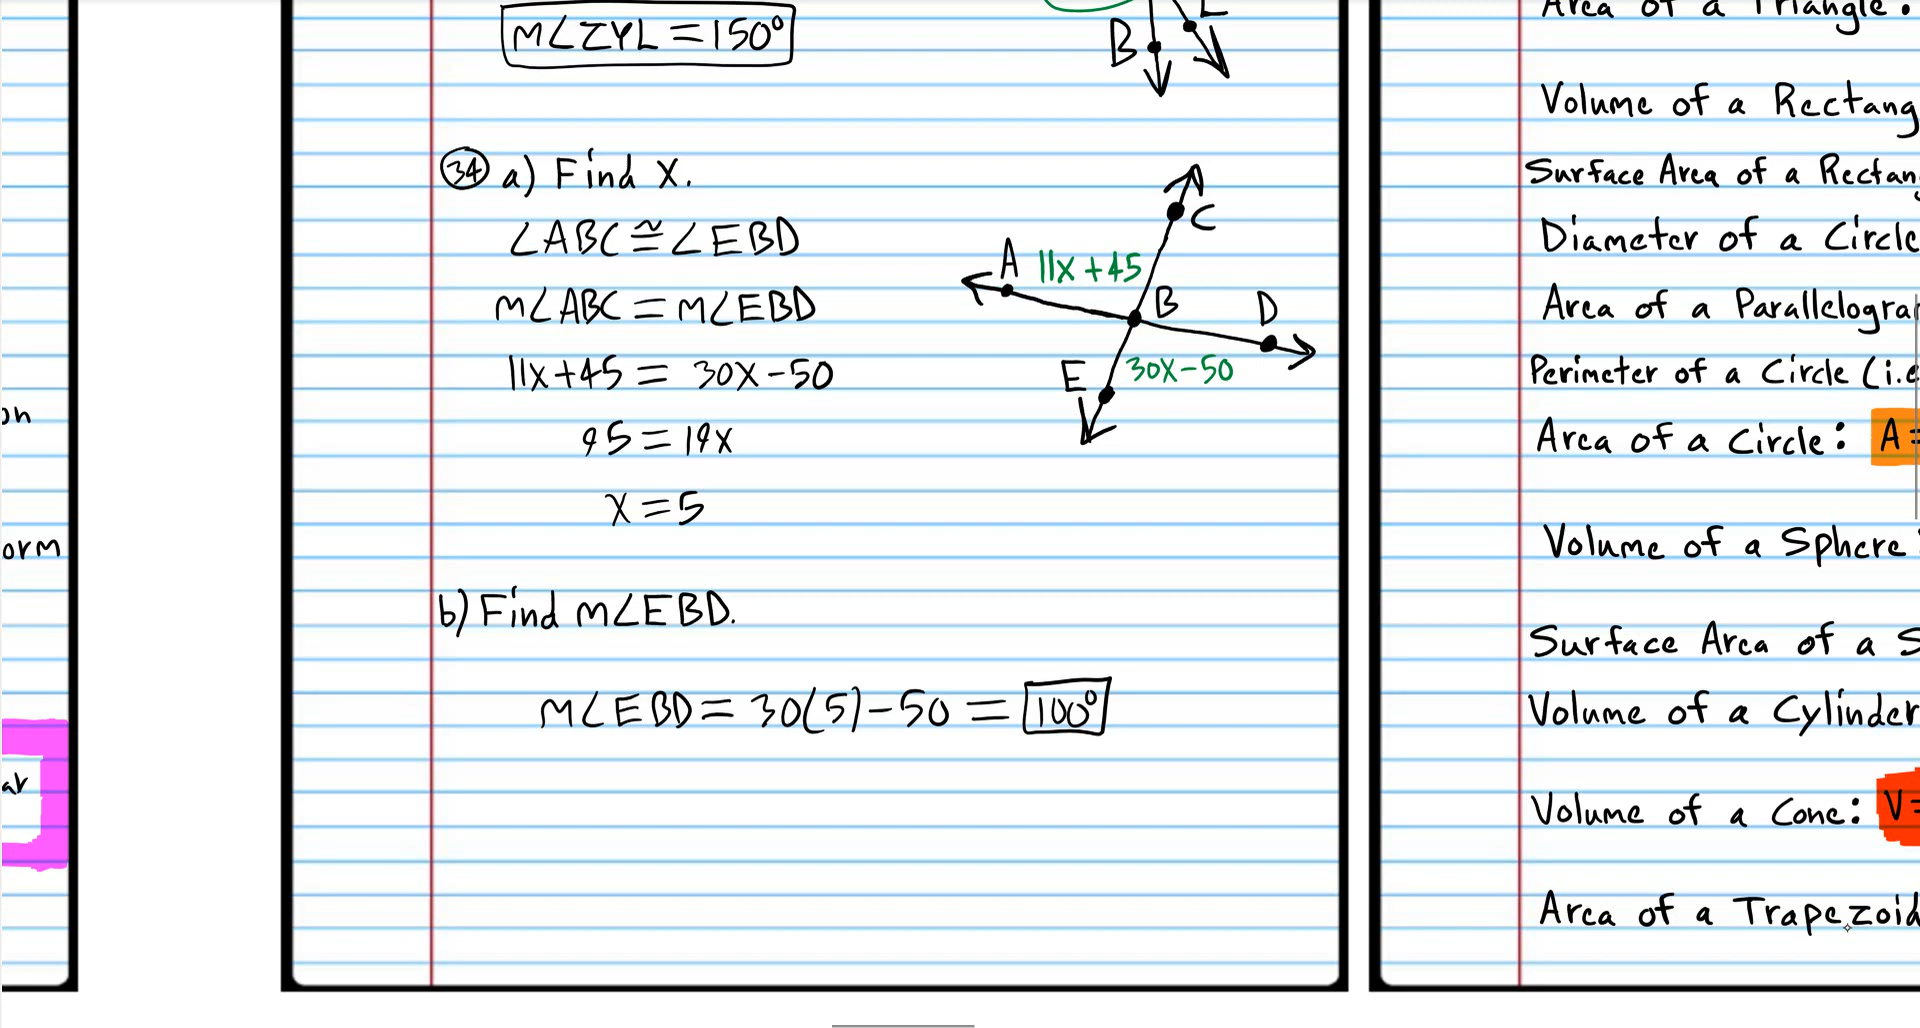 m∠ZYL = 150°
B
34 a) Find X.
∠ABC ≅ ∠EBD
m∠ABC = m∠EBD
11x+45 = 30x-50
95 = 19x
x = 5
C
A 11x+45
B
D
E 30x-50
b) Find m∠EBD.
m∠EBD = 30(5)-50 = 100°
orm
Area of a Triangle:
Volume of a Rectang
Surface Area of a Rectan
Diameter of a Circle
Area of a Parallelogra
Perimeter of a Circle (i.e
Area of a Circle: A=
Volume of a Sphere
Surface Area of a S
Volume of a Cylinder
Volume of a Cone: V=
Area of a Trapezoid